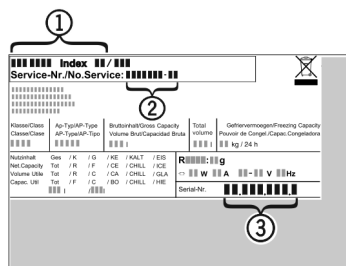 1
Index /
Service-Nr./No.Service: -
2
Klasse/Class Ap-Typ/AP-Type Bruttoinhalt/Gross Capacity Total Gefriervermoegen/Freezing Capacity
Classe/Clase AP-Type/AP-Tipo Volume Brut/Capacidad Bruta volume Pouvoir de Congel./Capac.Congeladora
l l kg / 24 h
Nutzinhalt Ges / K / G / KE / KALT / EIS
Net.Capacity Tot / R / F / CE / CHILL / ICE
Volume Utile Tot / R / C / CA / CHILL / GLA
Capac. Util Tot / F / C / BO / CHILL / HIE
l / l
R : g
W A - V Hz
Serial-Nr.
3